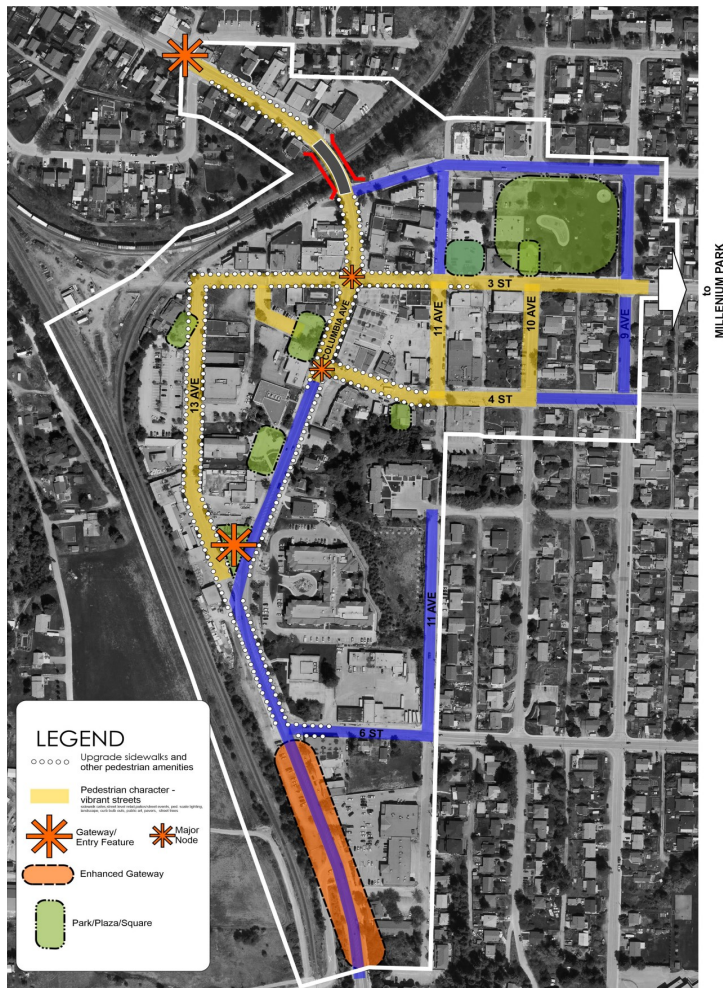 3 ST
COLUMBIA AVE
11 AVE
10 AVE
9 AVE
13 AVE
4 ST
11 AVE
6 ST
to
MILLENIUM PARK
LEGEND
Upgrade sidewalks and
other pedestrian amenities
Pedestrian character -
vibrant streets
Gateway/
Entry Feature
Major
Node
Enhanced Gateway
Park/Plaza/Square